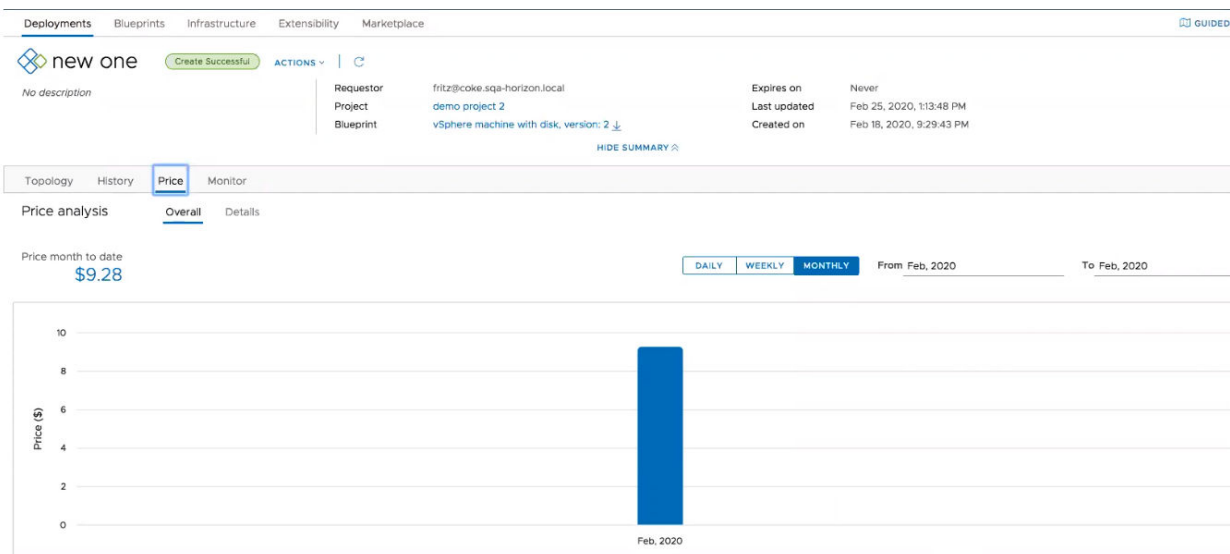 Deployments Blueprints Infrastructure Extensibility Marketplace GUIDED
new one Create Successful ACTIONS
No description
Requestor fritz@coke.sqa-horizon.local Expires on Never
Project demo project 2 Last updated Feb 25, 2020, 1:13:48 PM
Blueprint vSphere machine with disk, version: 2 Created on Feb 18, 2020, 9:29:43 PM
HIDE SUMMARY
Topology History Price Monitor
Price analysis Overall Details
Price month to date
$9.28
DAILY WEEKLY MONTHLY From Feb, 2020 To Feb, 2020
10
8
6
4
2
0
Price ($)
Feb, 2020